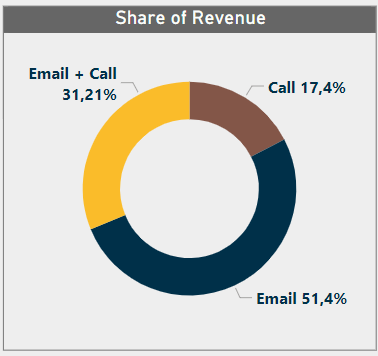 Share of Revenue
Email + Call
31,21%
Call 17,4%
Email 51,4%